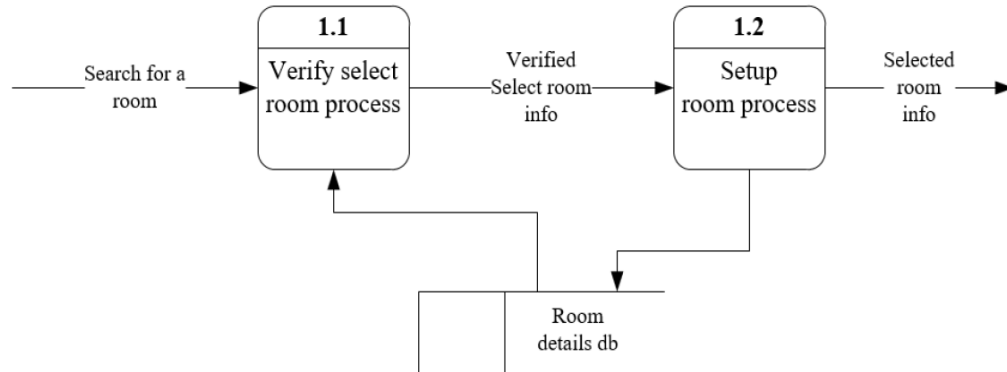 Search for a
room
1.1
Verify select
room process
Verified
Select room
info
1.2
Setup
room process
Selected
room
info
Room
details db